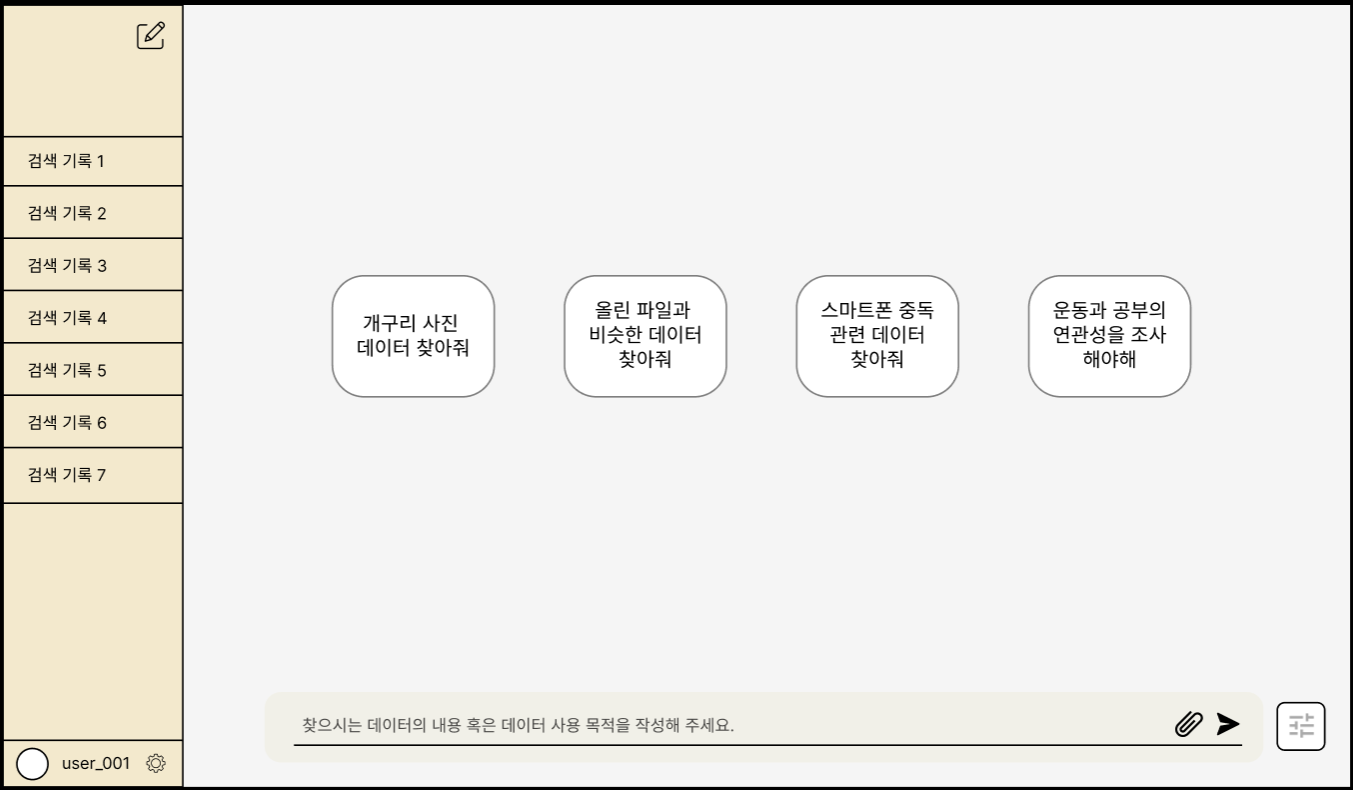 검색 기록 1
검색 기록 2
검색 기록 3
검색 기록 4
검색 기록 5
검색 기록 6
검색 기록 7
user_001
개구리 사진
데이터 찾아줘
올린 파일과
비슷한 데이터
찾아줘
스마트폰 중독
관련 데이터
찾아줘
운동과 공부의
연관성을 조사
해야해
찾으시는 데이터의 내용 혹은 데이터 사용 목적을 작성해 주세요.